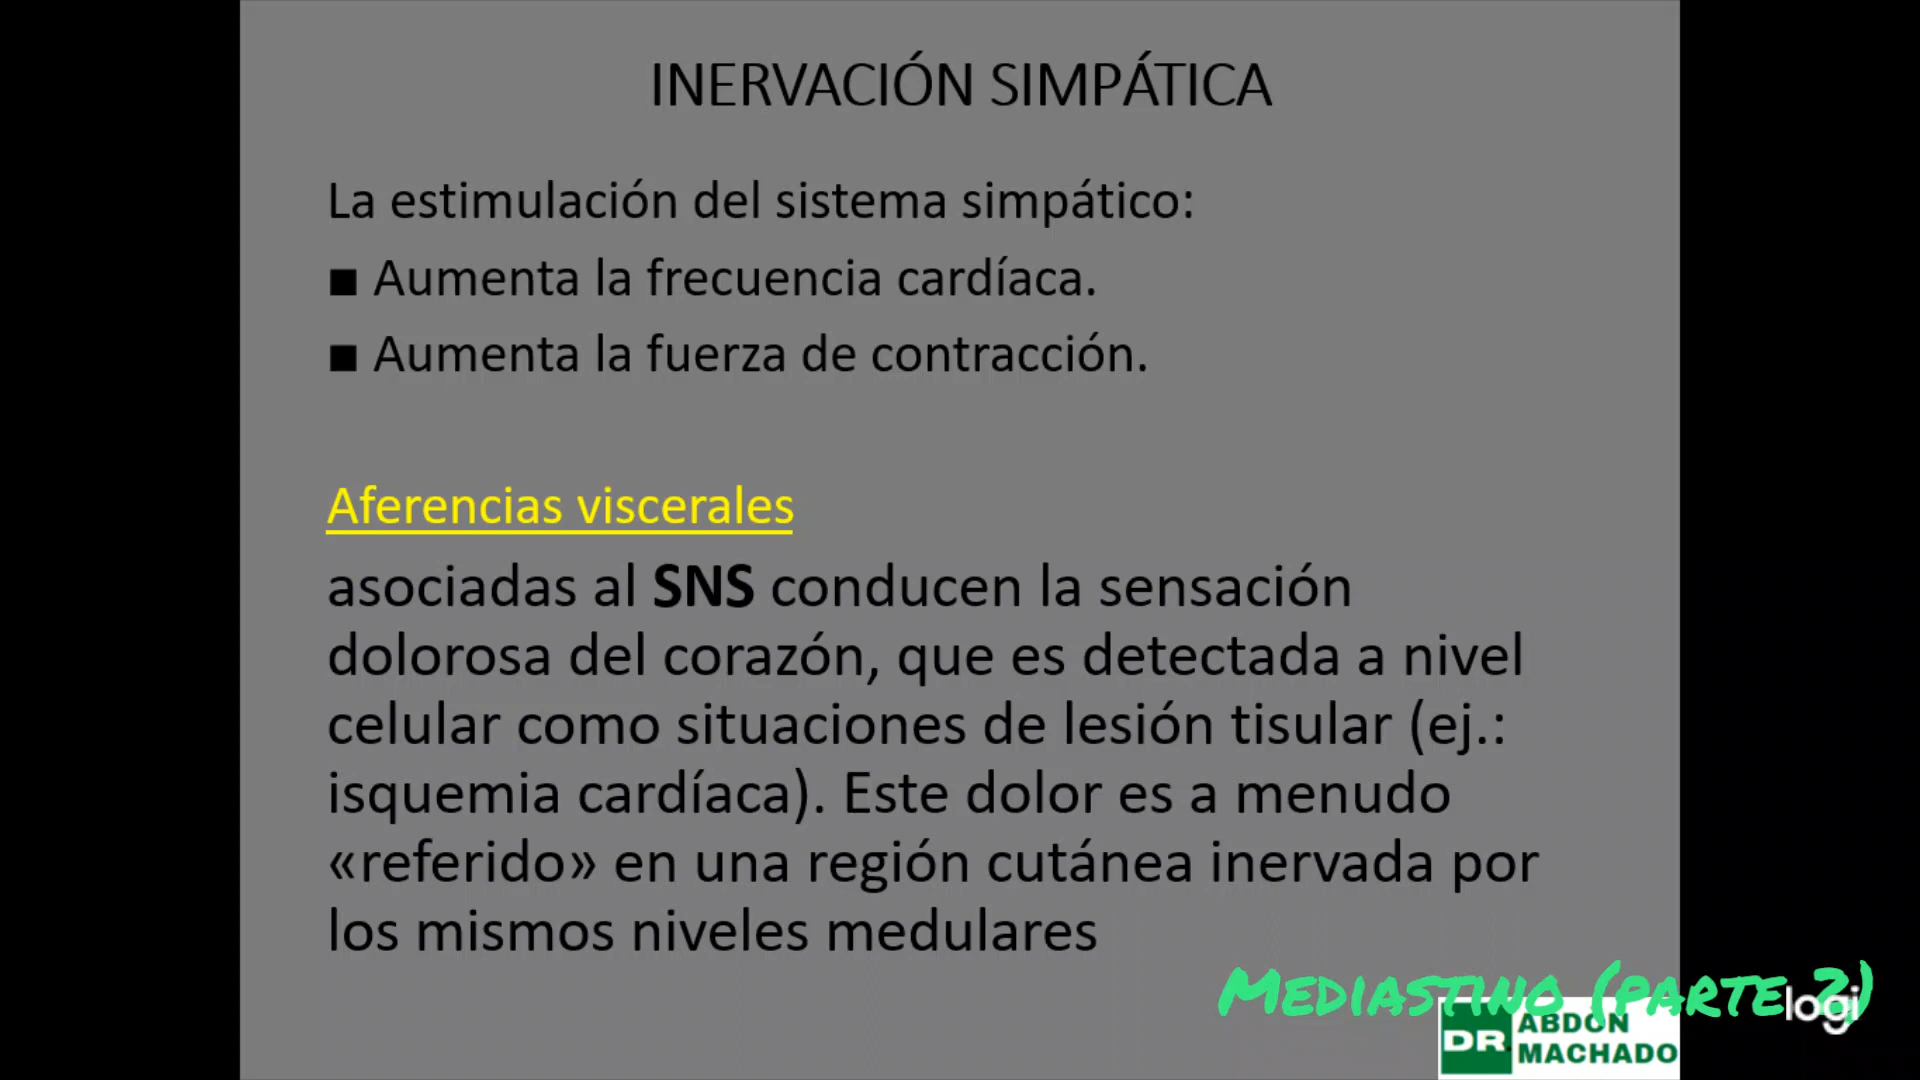 INERVACIÓN SIMPÁTICA
La estimulación del sistema simpático:
■ Aumenta la frecuencia cardíaca.
■ Aumenta la fuerza de contracción.
Aferencias viscerales
asociadas al SNS conducen la sensación
dolorosa del corazón, que es detectada a nivel
celular como situaciones de lesión tisular (ej.:
isquemia cardíaca). Este dolor es a menudo
«referido» en una región cutánea inervada por
los mismos niveles medulares
Mediastino (parte 2)
logi
DR. ABDÓN
MACHADO